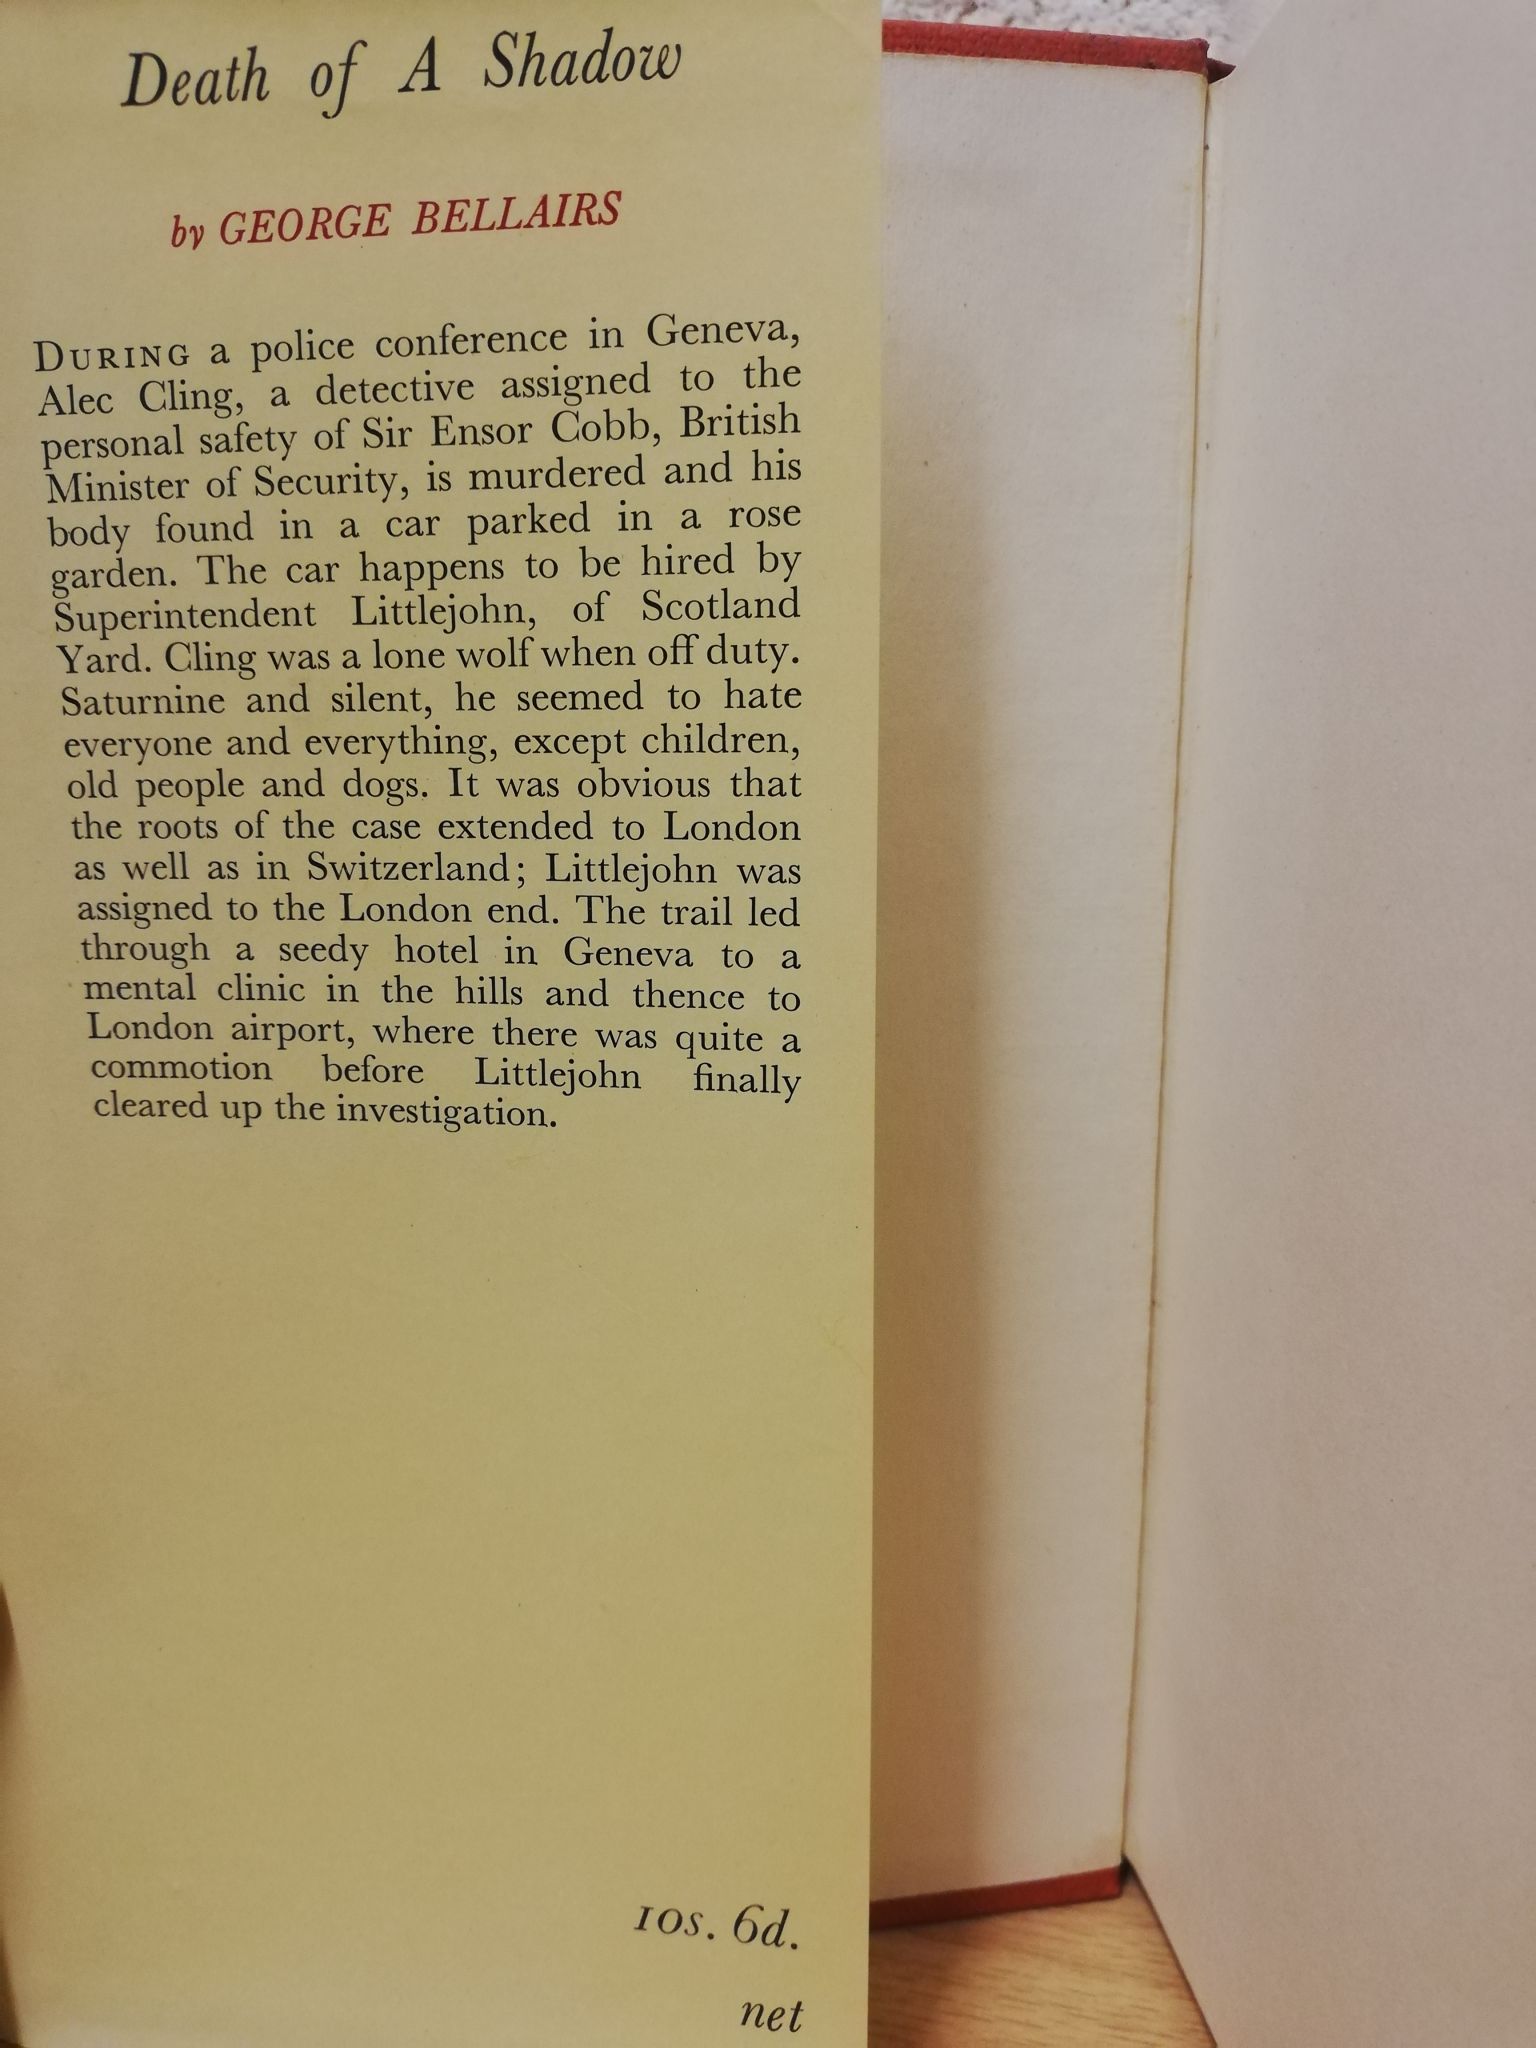 Death of A Shadow
by GEORGE BELLAIRS
DURING a police conference in Geneva,
Alec Cling, a detective assigned to the
personal safety of Sir Ensor Cobb, British
Minister of Security, is murdered and his
body found in a car parked in a rose
garden. The car happens to be hired by
Superintendent Littlejohn, of Scotland
Yard. Cling was a lone wolf when off duty.
Saturnine and silent, he seemed to hate
everyone and everything, except children,
old people and dogs. It was obvious that
the roots of the case extended to London
as well as in Switzerland; Littlejohn was
assigned to the London end. The trail led
through a seedy hotel in Geneva to a
mental clinic in the hills and thence to
London airport, where there was quite a
commotion before Littlejohn finally
cleared up the investigation.
10s. 6d.
net